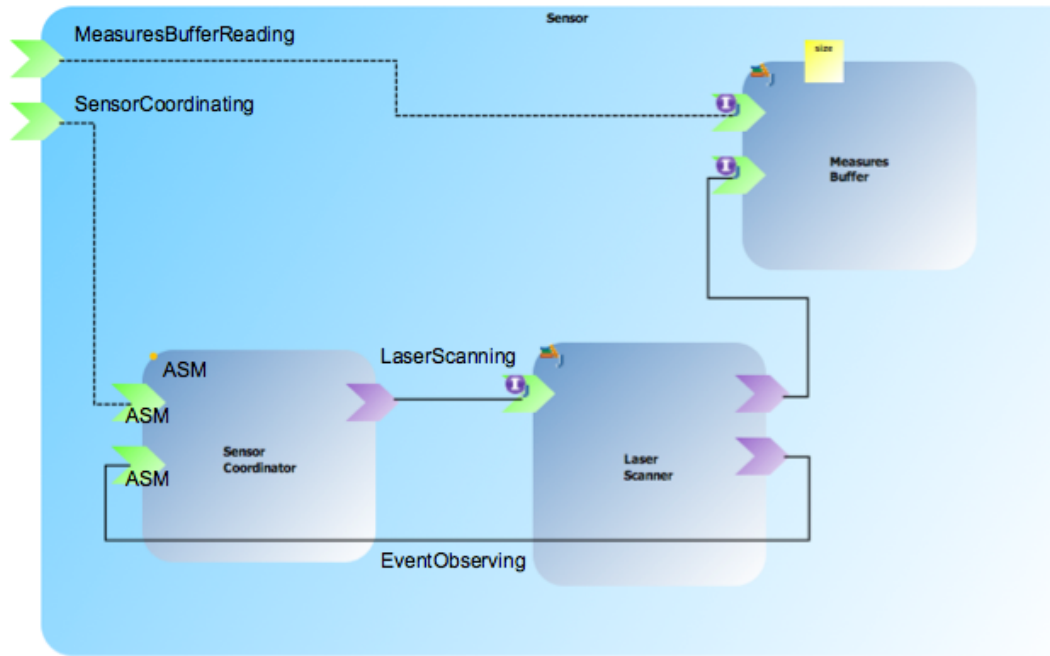 Sensor
MeasuresBufferReading
size
SensorCoordinating
I
I
Measures
Buffer
LaserScanning
ASM
I
ASM
Sensor
Coordinator
Laser
Scanner
ASM
EventObserving